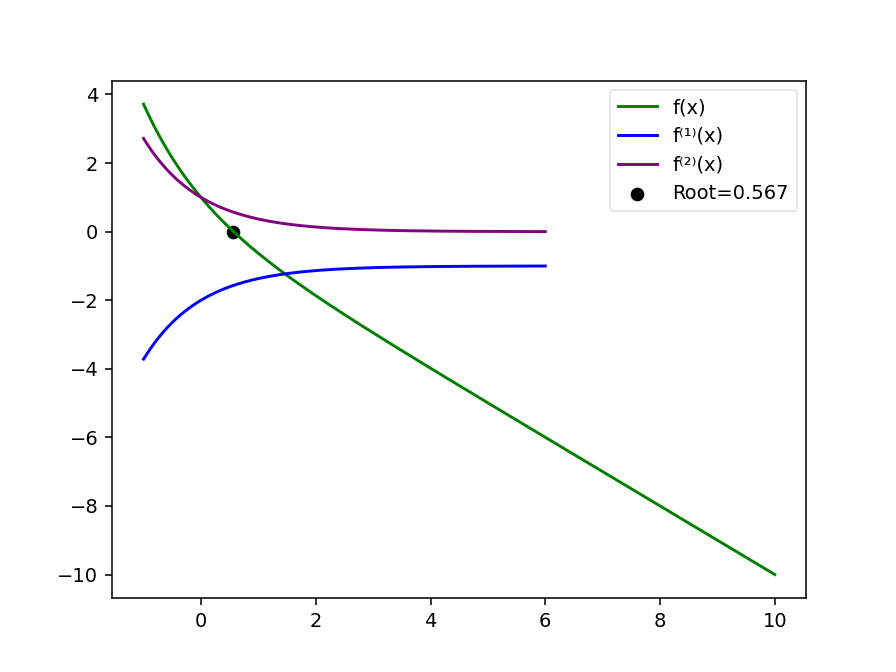 f(x)
f⁽¹⁾(x)
f⁽²⁾(x)
Root=0.567
4
2
0
−2
−4
−6
−8
−10
0 2 4 6 8 10